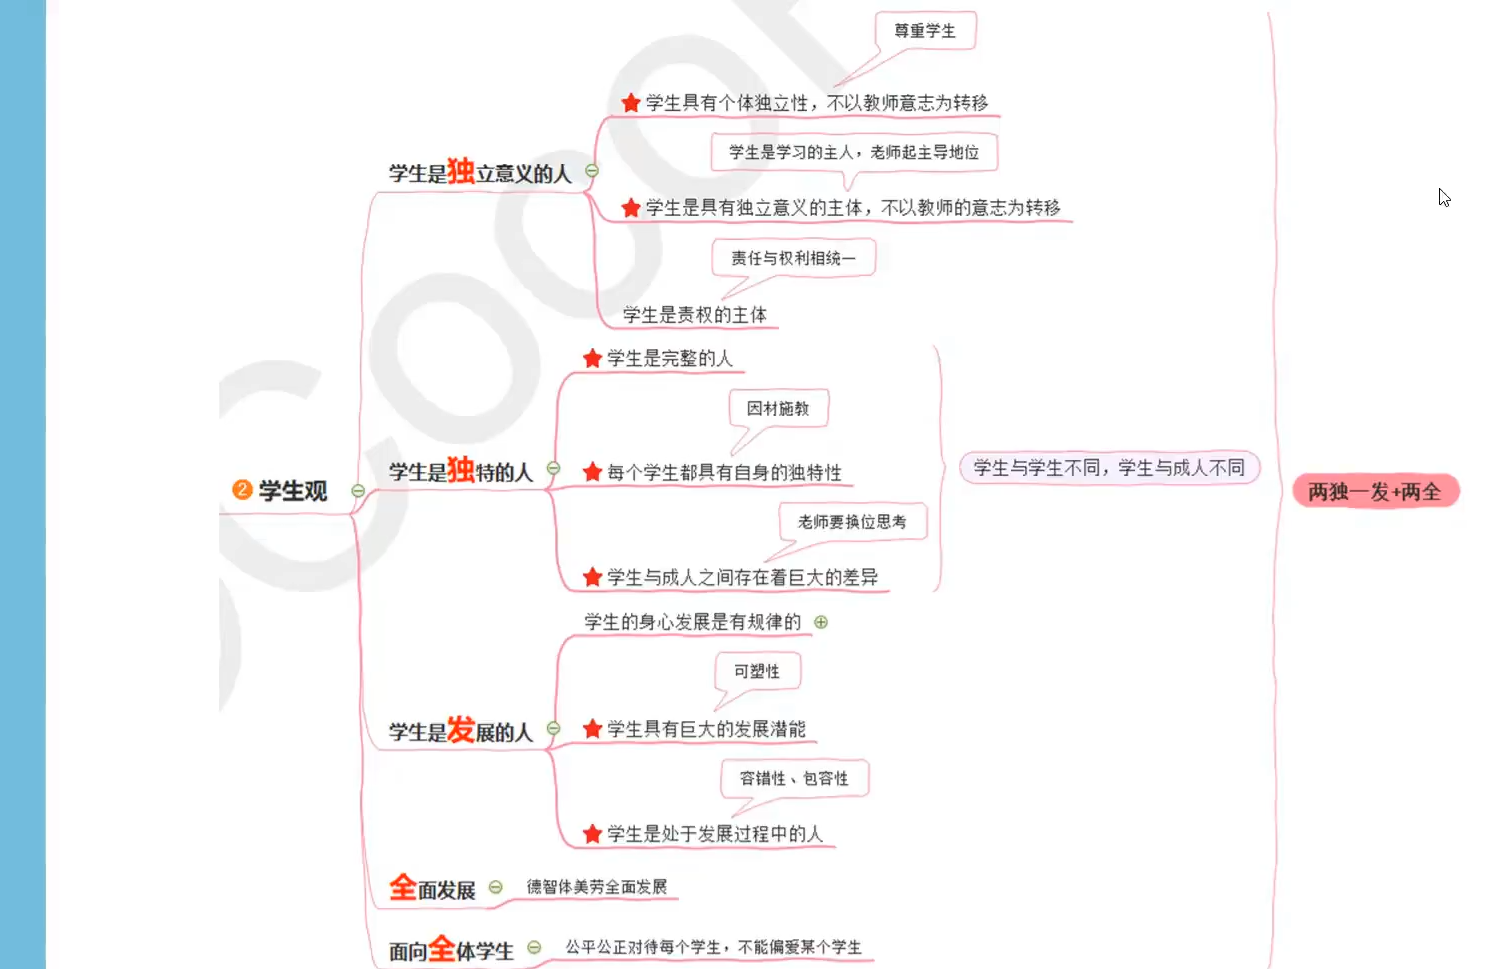 尊重学生
学生具有个体独立性，不以教师意志为转移
学生是学习的主人，老师起主导地位
学生是独立意义的人
学生是具有独立意义的主体，不以教师的意志为转移
责任与权利相统一
学生是责权的主体
学生是完整的人
因材施教
学生是独特的人
每个学生都具有自身的独特性
学生与学生不同，学生与成人不同
② 学生观
两独一发+两全
老师要换位思考
学生与成人之间存在着巨大的差异
学生的身心发展是有规律的
可塑性
学生是发展的人
学生具有巨大的发展潜能
容错性、包容性
学生是处于发展过程中的人
全面发展
德智体美劳全面发展
面向全体学生
公平公正对待每个学生，不能偏爱某个学生